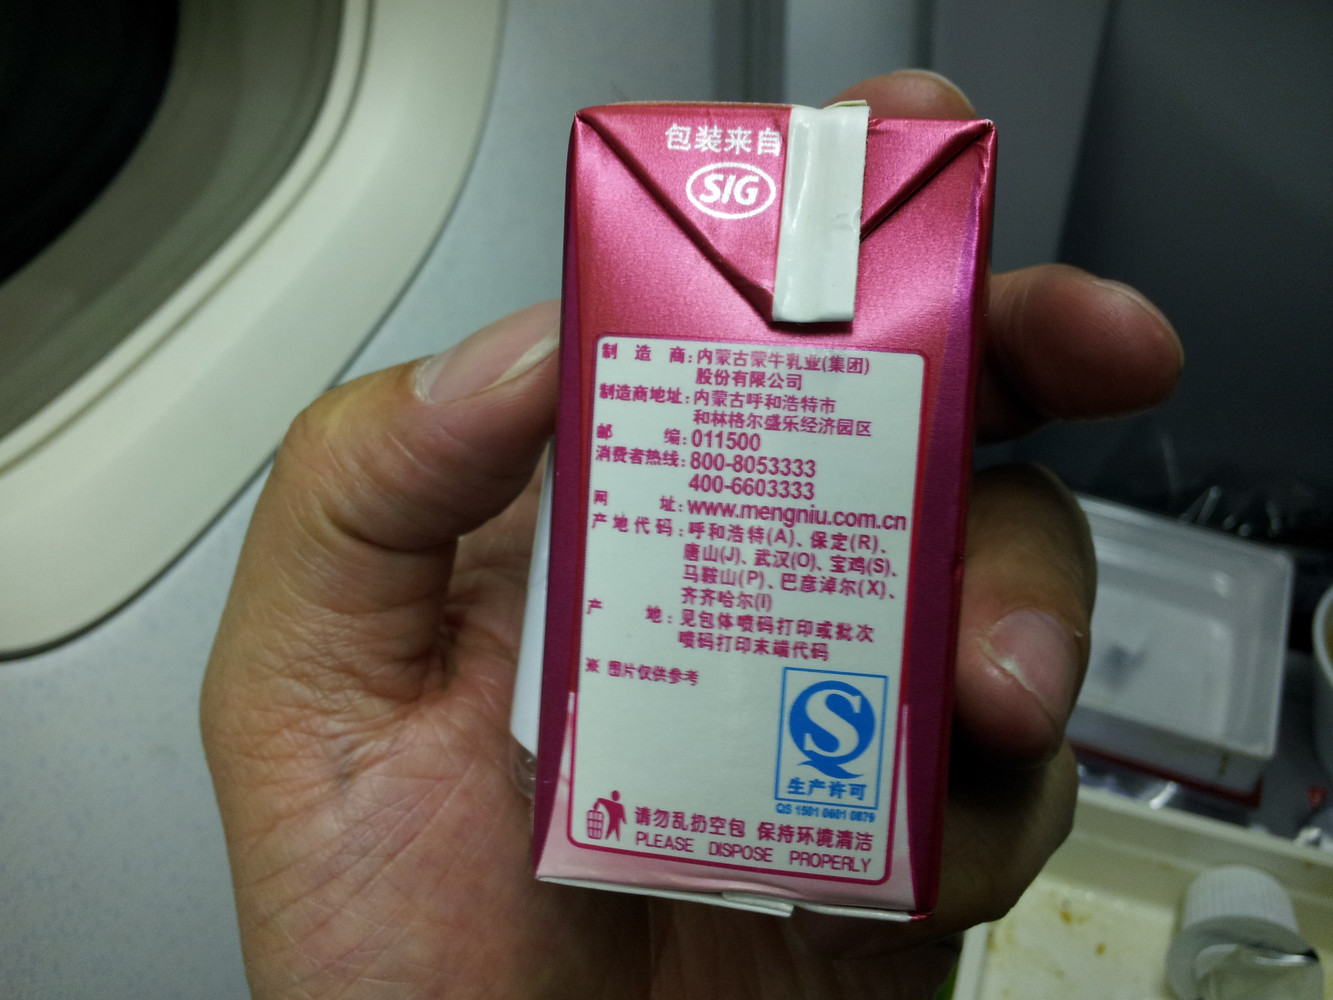 包装来自
SIG
制造商:内蒙古蒙牛乳业(集团)
股份有限公司
制造商地址:内蒙古呼和浩特市
和林格尔盛乐经济园区
邮编:011500
消费者热线:800-8053333
400-6603333
网址:www.mengniu.com.cn
产地代码:呼和浩特(A)、保定(R)、
唐山(J)、武汉(O)、宝鸡(S)、
马鞍山(P)、巴彦淖尔(X)、
齐齐哈尔(I)
产地:见包体喷码打印或批次
喷码打印末端代码
※ 图片仅供参考
生产许可
QS 1501 0601 0879
请勿乱扔空包 保持环境清洁
PLEASE DISPOSE PROPERLY